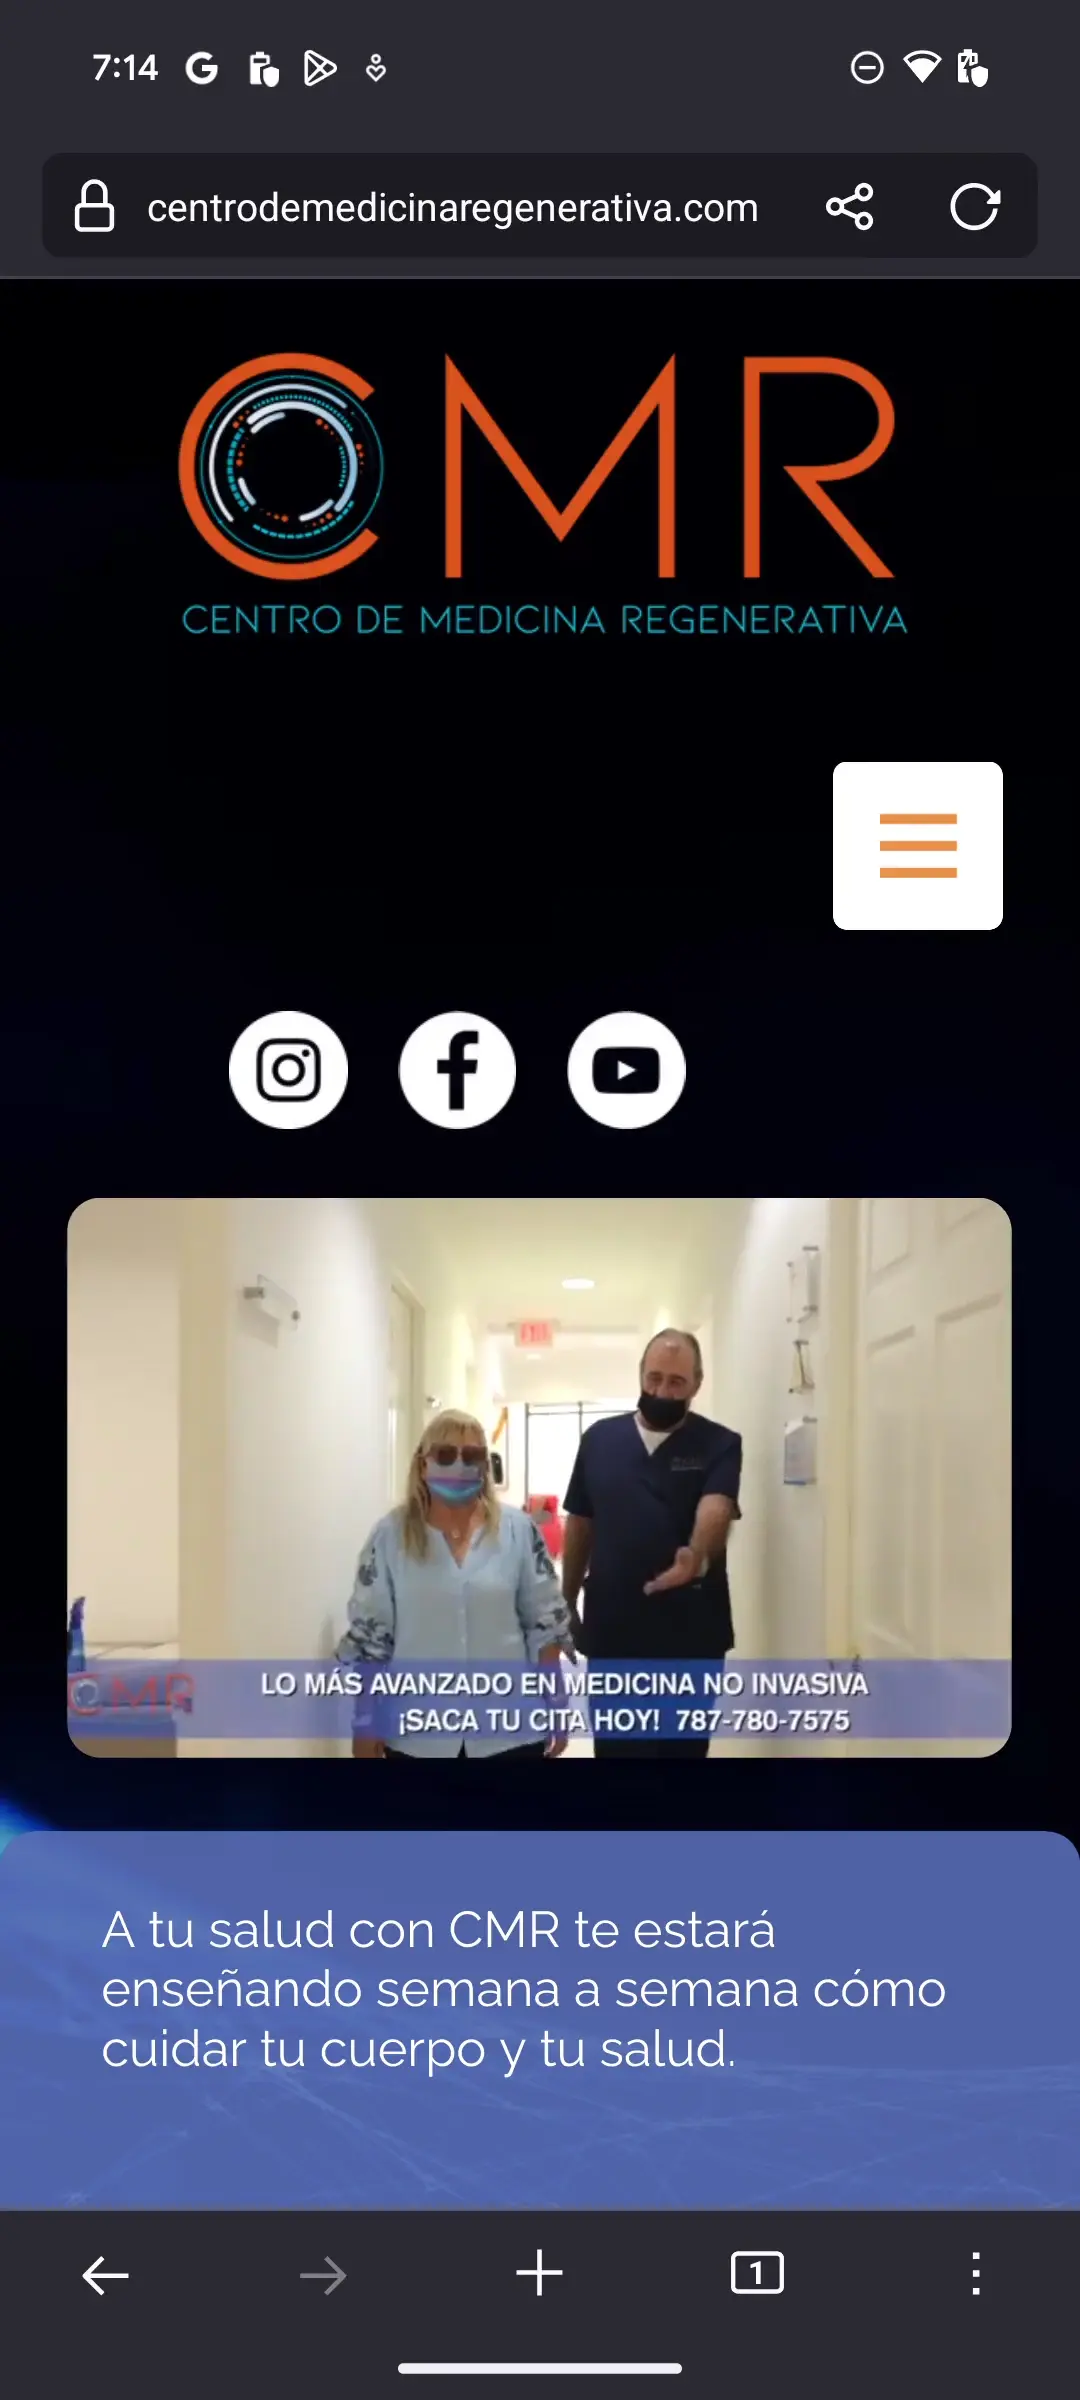 7:14
centrodemedicinaregenerativa.com
CMR
CENTRO DE MEDICINA REGENERATIVA
EXIT
CMR
LO MÁS AVANZADO EN MEDICINA NO INVASIVA
¡SACA TU CITA HOY! 787-780-7575
A tu salud con CMR te estará
enseñando semana a semana cómo
cuidar tu cuerpo y tu salud.
1